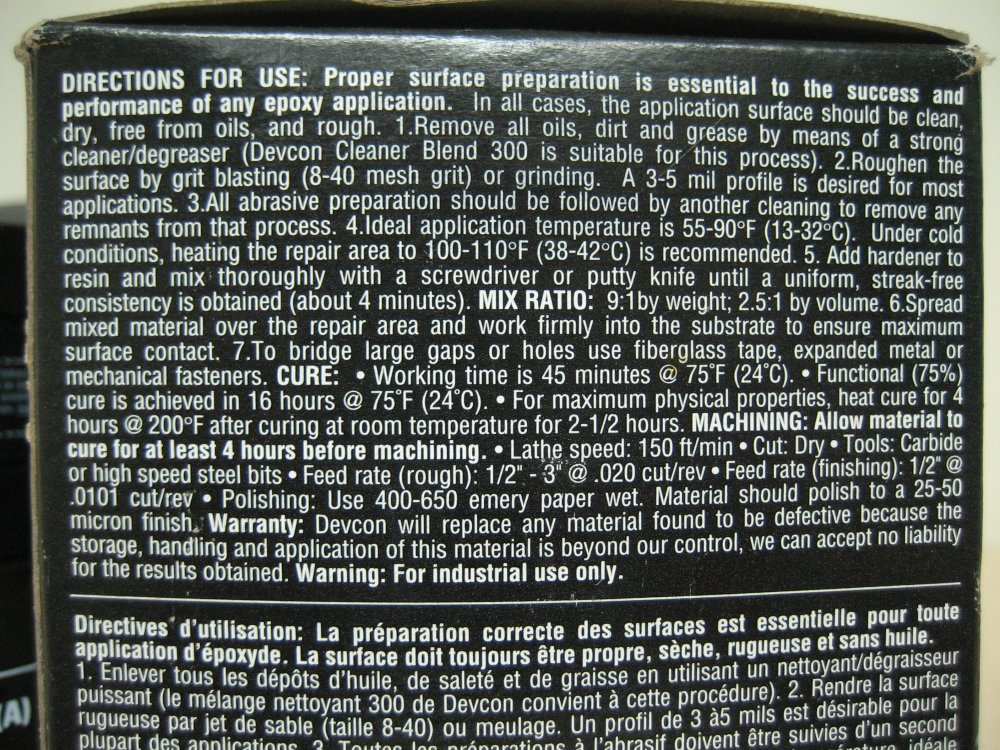 DIRECTIONS FOR USE: Proper surface preparation is essential to the success and
performance of any epoxy application. In all cases, the application surface should be clean,
dry, free from oils, and rough. 1.Remove all oils, dirt and grease by means of a strong
cleaner/degreaser (Devcon Cleaner Blend 300 is suitable for this process). 2.Roughen the
surface by grit blasting (8-40 mesh grit) or grinding. A 3-5 mil profile is desired for most
applications. 3.All abrasive preparation should be followed by another cleaning to remove any
remnants from that process. 4.Ideal application temperature is 55-90°F (13-32°C). Under cold
conditions, heating the repair area to 100-110°F (38-42°C) is recommended. 5. Add hardener to
resin and mix thoroughly with a screwdriver or putty knife until a uniform, streak-free
consistency is obtained (about 4 minutes). MIX RATIO: 9:1by weight; 2.5:1 by volume. 6.Spread
mixed material over the repair area and work firmly into the substrate to ensure maximum
surface contact. 7.To bridge large gaps or holes use fiberglass tape, expanded metal or
mechanical fasteners. CURE: • Working time is 45 minutes @ 75°F (24°C). • Functional (75%)
cure is achieved in 16 hours @ 75°F (24°C). • For maximum physical properties, heat cure for 4
hours @ 200°F after curing at room temperature for 2-1/2 hours. MACHINING: Allow material to
cure for at least 4 hours before machining. • Lathe speed: 150 ft/min • Cut: Dry • Tools: Carbide
or high speed steel bits • Feed rate (rough): 1/2" - 3" @ .020 cut/rev • Feed rate (finishing): 1/2" @
.0101 cut/rev • Polishing: Use 400-650 emery paper wet. Material should polish to a 25-50
micron finish. Warranty: Devcon will replace any material found to be defective because the
storage, handling and application of this material is beyond our control, we can accept no liability
for the results obtained. Warning: For industrial use only.
Directives d'utilisation: La préparation correcte des surfaces est essentielle pour toute
application d'époxyde. La surface doit toujours être propre, sèche, rugueuse et sans huile.
1. Enlever tous les dépôts d'huile, de saleté et de graisse en utilisant un nettoyant/dégraisseur
puissant (le mélange nettoyant 300 de Devcon convient à cette procédure). 2. Rendre la surface
rugueuse par jet de sable (taille 8-40) ou meulage. Un profil de 3 à5 mils est désirable pour la
plupart des applications. 3. Toutes les préparations à l'abrasif doivent être suivies d'un second
(A)